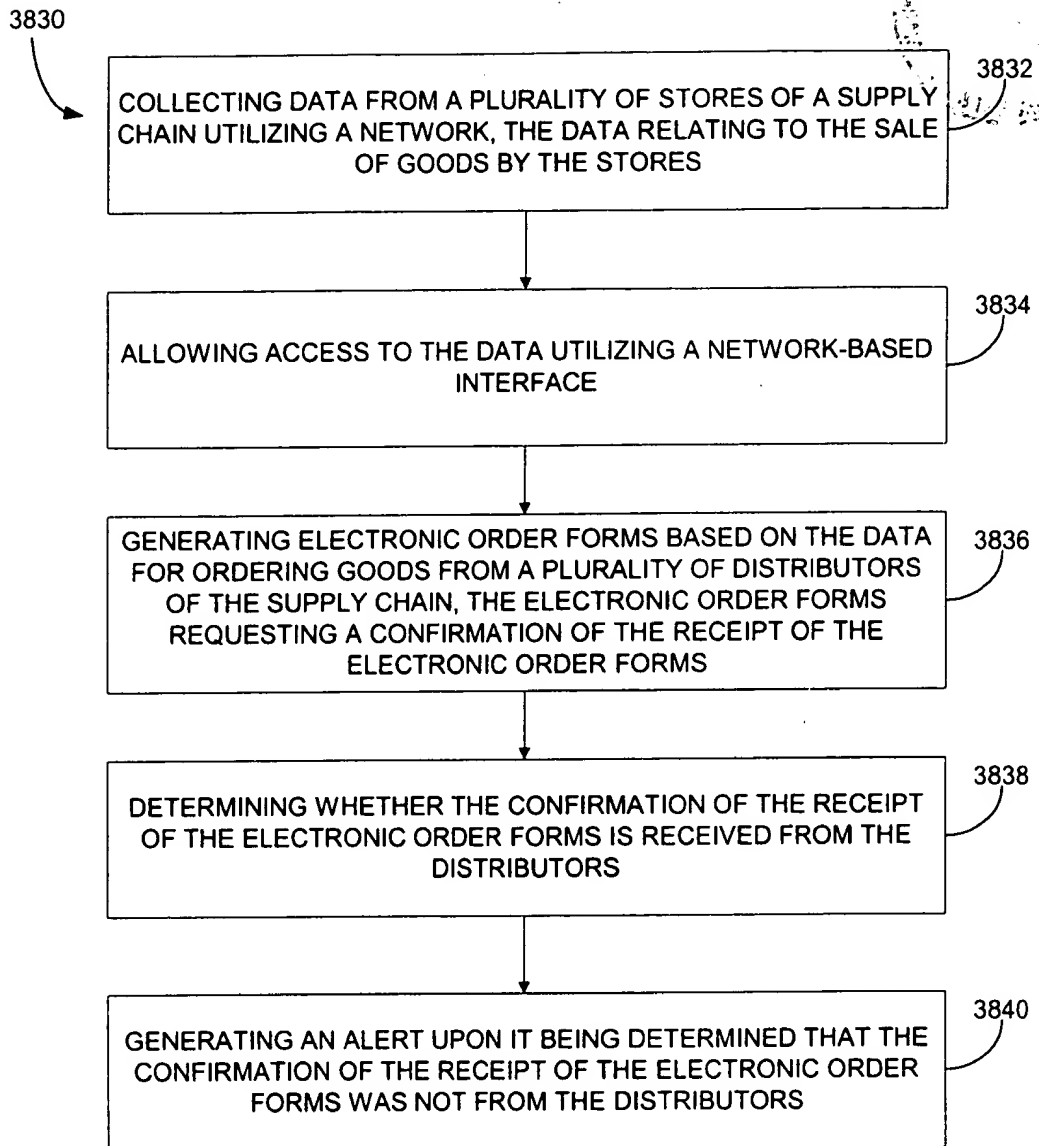 3830
3832
COLLECTING DATA FROM A PLURALITY OF STORES OF A SUPPLY
CHAIN UTILIZING A NETWORK, THE DATA RELATING TO THE SALE
OF GOODS BY THE STORES
3834
ALLOWING ACCESS TO THE DATA UTILIZING A NETWORK-BASED
INTERFACE
3836
GENERATING ELECTRONIC ORDER FORMS BASED ON THE DATA
FOR ORDERING GOODS FROM A PLURALITY OF DISTRIBUTORS
OF THE SUPPLY CHAIN, THE ELECTRONIC ORDER FORMS
REQUESTING A CONFIRMATION OF THE RECEIPT OF THE
ELECTRONIC ORDER FORMS
3838
DETERMINING WHETHER THE CONFIRMATION OF THE RECEIPT
OF THE ELECTRONIC ORDER FORMS IS RECEIVED FROM THE
DISTRIBUTORS
3840
GENERATING AN ALERT UPON IT BEING DETERMINED THAT THE
CONFIRMATION OF THE RECEIPT OF THE ELECTRONIC ORDER
FORMS WAS NOT FROM THE DISTRIBUTORS